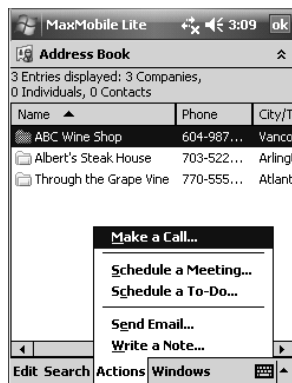 MaxMobile Lite 3:09 ok
Address Book
3 Entries displayed: 3 Companies,
0 Individuals, 0 Contacts
Name Phone City/T
ABC Wine Shop 604-987... Vanco
Albert's Steak House 703-522... Arling
Through the Grape Vine 770-555... Atlant
Make a Call...
Schedule a Meeting...
Schedule a To-Do...
Send Email...
Write a Note...
Edit Search Actions Windows